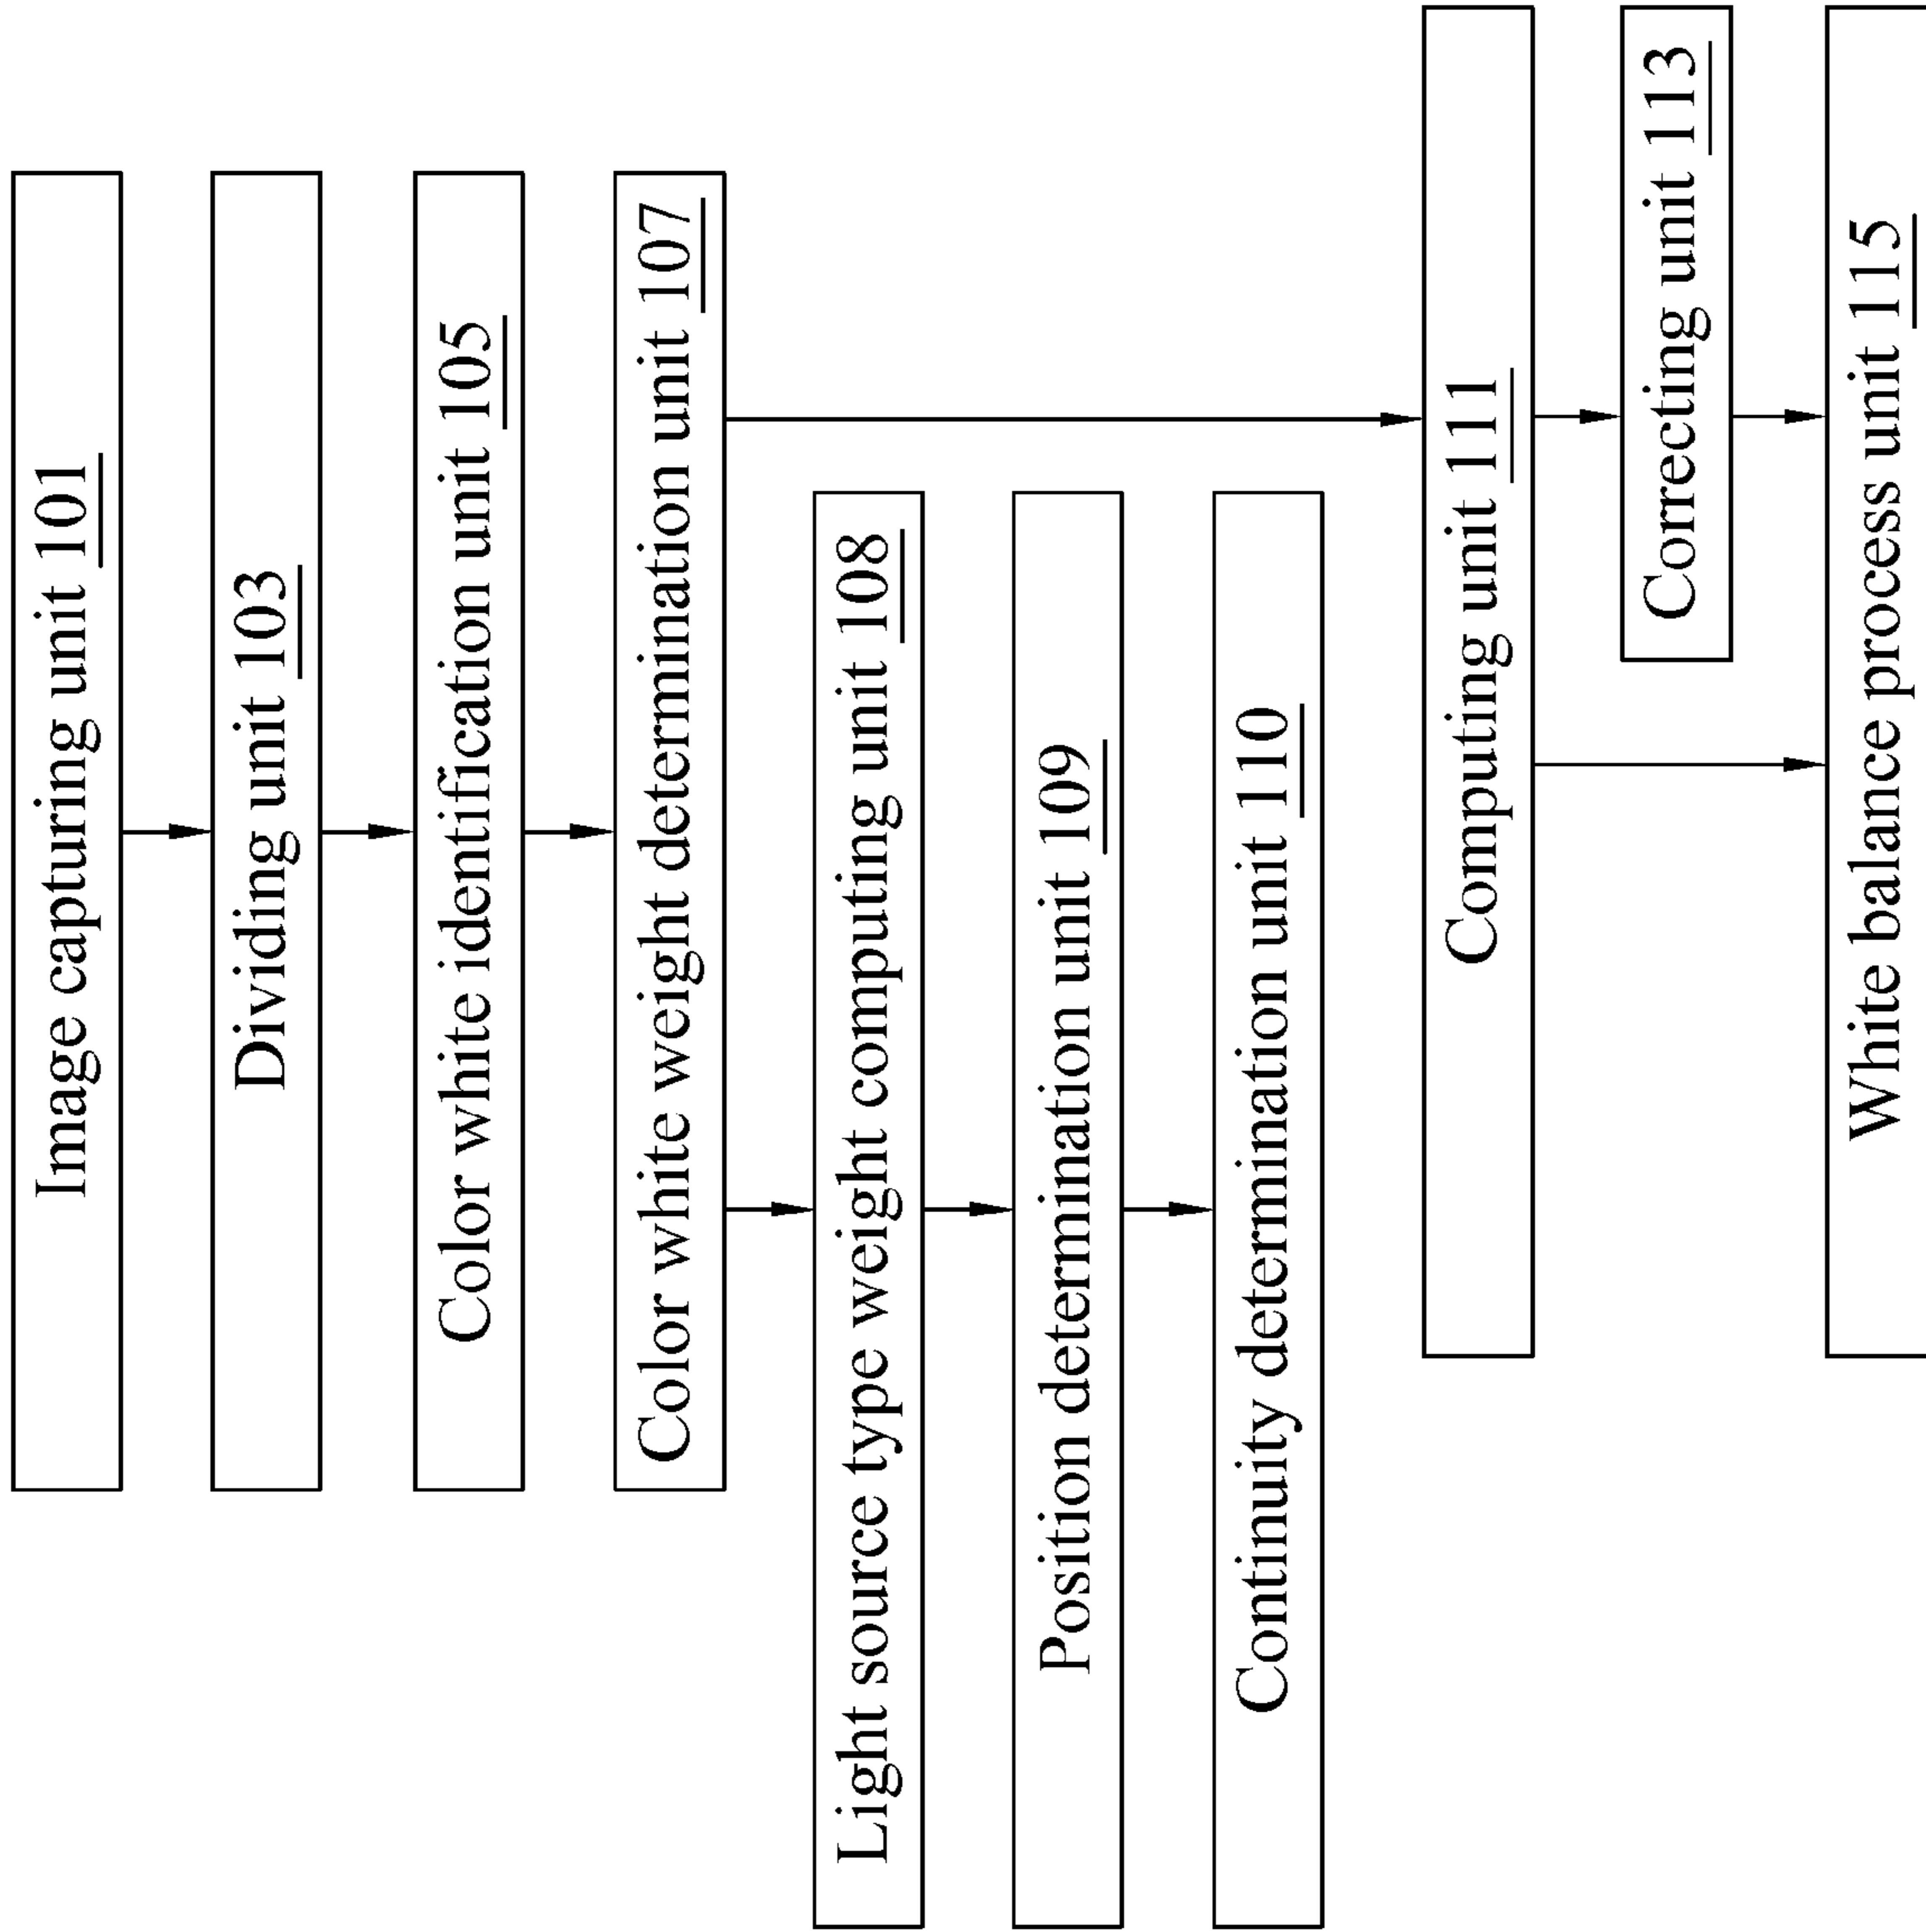 Image capturing unit 101
Dividing unit 103
Color white identification unit 105
Color white weight determination unit 107
Light source type weight computing unit 108
Position determination unit 109
Continuity determination unit 110
Computing unit 111
Correcting unit 113
White balance process unit 115